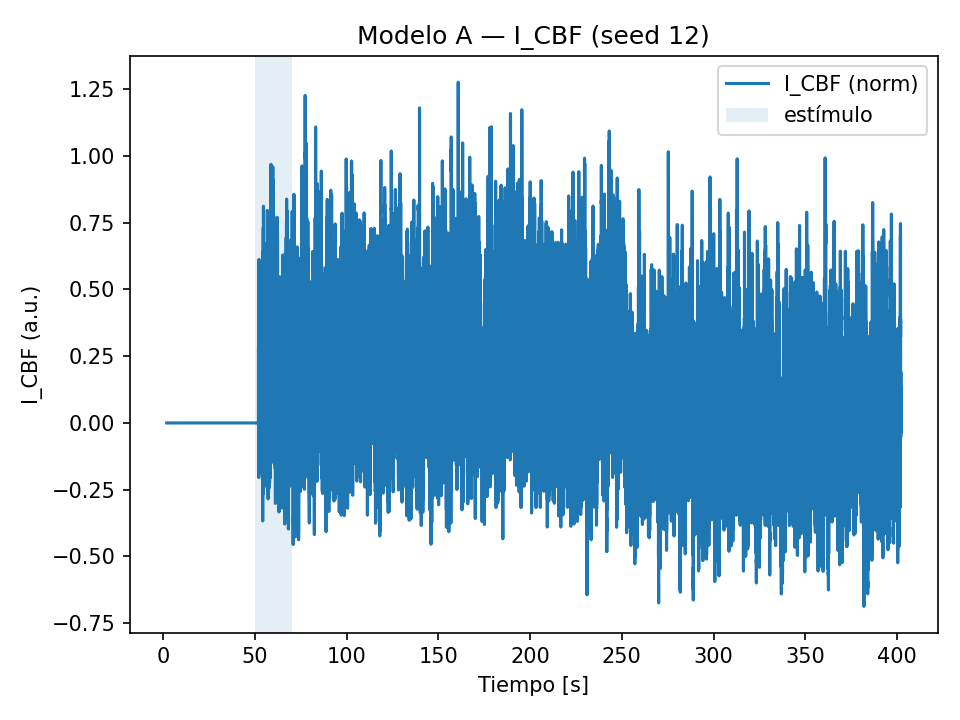 Modelo A — I_CBF (seed 12)
I_CBF (norm)
estímulo
I_CBF (a.u.)
1.25
1.00
0.75
0.50
0.25
0.00
−0.25
−0.50
−0.75
0 50 100 150 200 250 300 350 400
Tiempo [s]